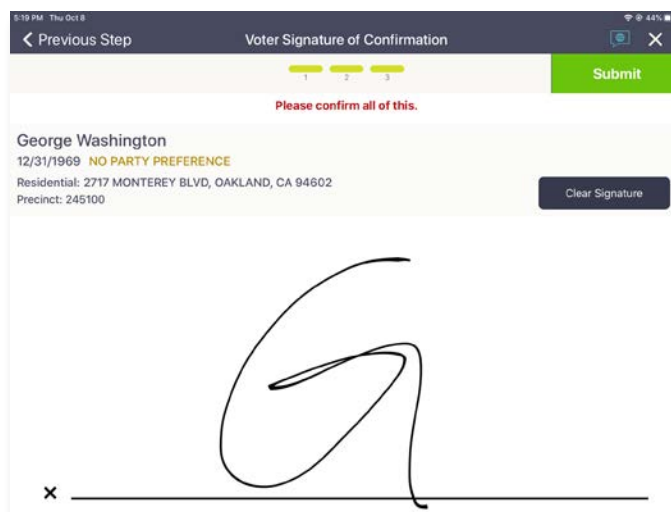 5:19 PM Thu Oct 8 44%
Previous Step Voter Signature of Confirmation
1 2 3 Submit
Please confirm all of this.
George Washington
12/31/1969 NO PARTY PREFERENCE
Residential: 2717 MONTEREY BLVD, OAKLAND, CA 94602
Precinct: 245100
Clear Signature
×